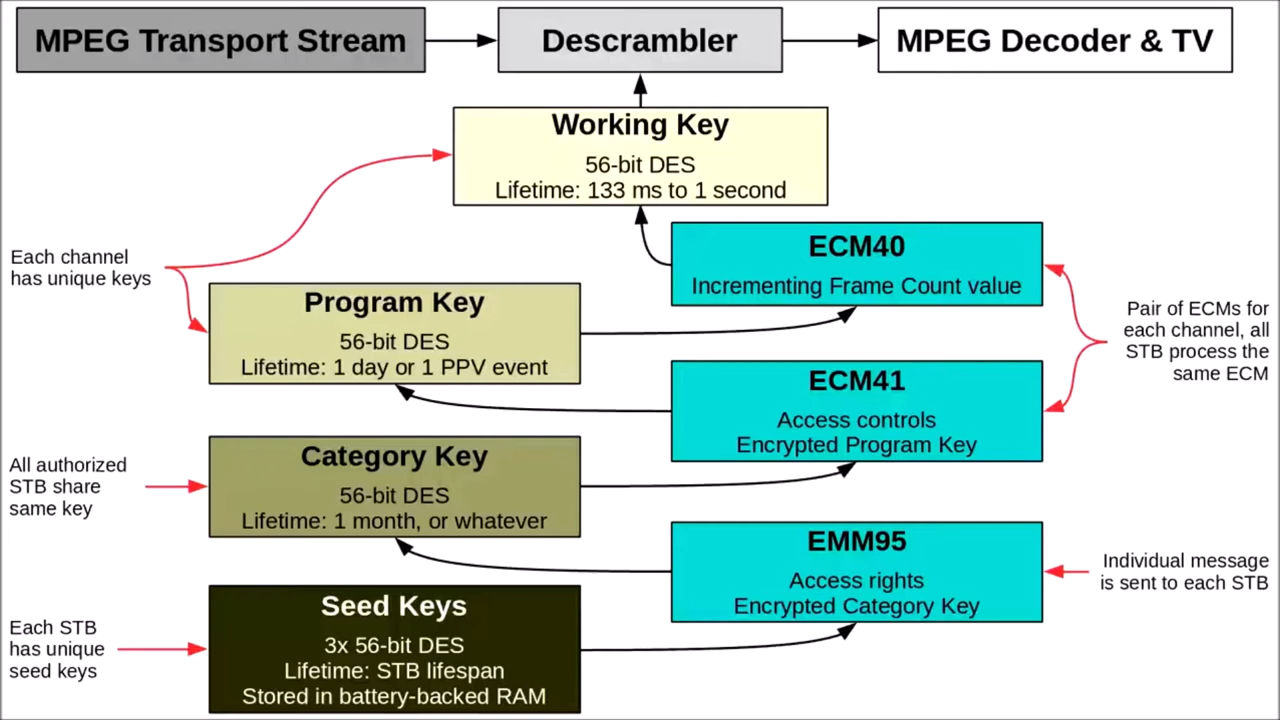 MPEG Transport Stream
Descrambler
MPEG Decoder & TV
Working Key
56-bit DES
Lifetime: 133 ms to 1 second
ECM40
Incrementing Frame Count value
Each channel
has unique keys
Program Key
56-bit DES
Lifetime: 1 day or 1 PPV event
Pair of ECMs for
each channel, all
STB process the
same ECM
ECM41
Access controls
Encrypted Program Key
All authorized
STB share
same key
Category Key
56-bit DES
Lifetime: 1 month, or whatever
EMM95
Access rights
Encrypted Category Key
Individual message
is sent to each STB
Each STB
has unique
seed keys
Seed Keys
3x 56-bit DES
Lifetime: STB lifespan
Stored in battery-backed RAM